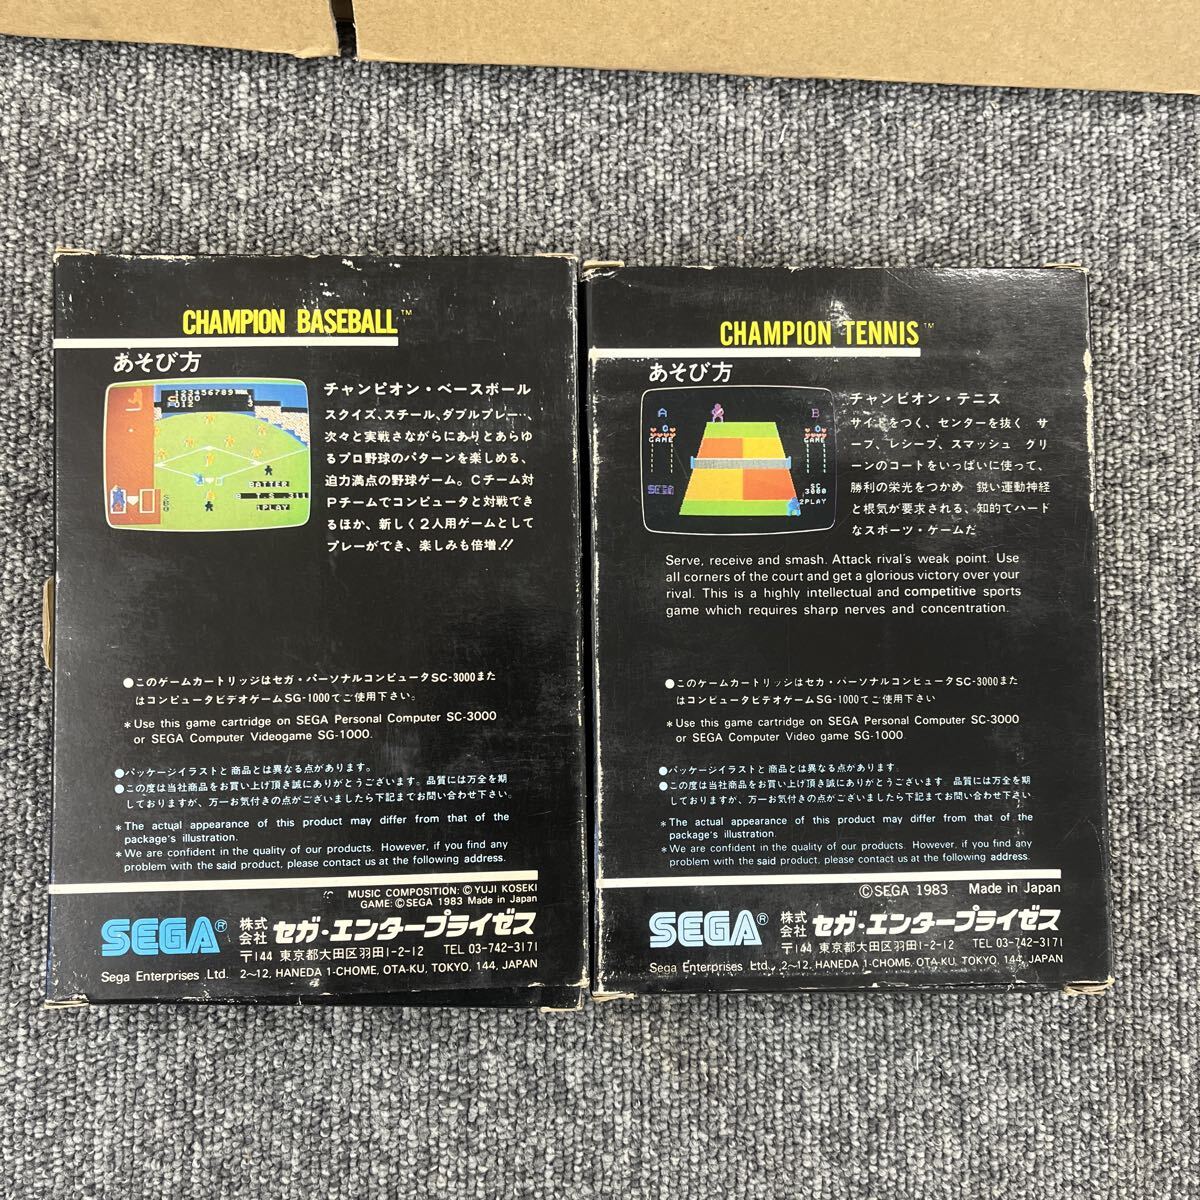 CHAMPION BASEBALL™
あそび方
チャンピオン・ベースボール
スクイズ、スチール、ダブルプレー…、
次々と実戦さながらにありとあらゆ
るプロ野球のパターンを楽しめる、
迫力満点の野球ゲーム。Cチーム対
Pチームでコンピュータと対戦でき
るほか、新しく2人用ゲームとして
プレーができ、楽しみも倍増!!
123456789
BATTER
T.S .311
1PLAY
●このゲームカートリッジはセガ・パーソナルコンピュータSC-3000また
はコンピュータビデオゲームSG-1000でご使用下さい。
*Use this game cartridge on SEGA Personal Computer SC-3000
or SEGA Computer Videogame SG-1000.
●パッケージイラストと商品とは異なる点があります。
●この度は当社商品をお買い上げ頂き誠にありがとうございます。品質には万全を期
しておりますが、万一お気付きの点がございましたら下記までお問い合わせ下さい。
*The actual appearance of this product may differ from that of the
package's illustration.
*We are confident in the quality of our products. However, if you find any
problem with the said product, please contact us at the following address.
MUSIC COMPOSITION: ©YUJI KOSEKI
GAME: ©SEGA 1983 Made in Japan
SEGA® 株式会社 セガ・エンタープライゼス
〒144 東京都大田区羽田1-2-12 TEL 03-742-3171
Sega Enterprises, Ltd. 2~12, HANEDA 1-CHOME, OTA-KU, TOKYO, 144, JAPAN
CHAMPION TENNIS™
あそび方
チャンピオン・テニス
サイドをつく、センターを抜く サー
ブ、レシーブ、スマッシュ グリ
ーンのコートをいっぱいに使って、
勝利の栄光をつかめ 鋭い運動神経
と根気が要求される、知的でハード
なスポーツ・ゲームだ
A
B
GAME
GAME
SEGA
SC
3000
2PLAY
Serve, receive and smash. Attack rival's weak point. Use
all corners of the court and get a glorious victory over your
rival. This is a highly intellectual and competitive sports
game which requires sharp nerves and concentration.
●このゲームカートリッジはセガ・パーソナルコンピュータSC-3000また
はコンピュータビデオゲームSG-1000でご使用下さい
*Use this game cartridge on SEGA Personal Computer SC-3000
or SEGA Computer Video game SG-1000.
●パッケージイラストと商品とは異なる点があります.
●この度は当社商品をお買い上げ頂き誠にありがとうございます。品質には万全を期
しておりますが、万一お気付きの点がございましたら下記までお問い合わせ下さい。
*The actual appearance of this product may differ from that of the
package's illustration.
*We are confident in the quality of our products. However, if you find any
problem with the said product, please contact us at the following address.
©SEGA 1983 Made in Japan
SEGA® 株式会社 セガ・エンタープライゼス
〒144 東京都大田区羽田1-2-12 TEL 03-742-3171
Sega Enterprises Ltd., 2~12, HANEDA 1-CHOME, OTA-KU, TOKYO, 144, JAPAN